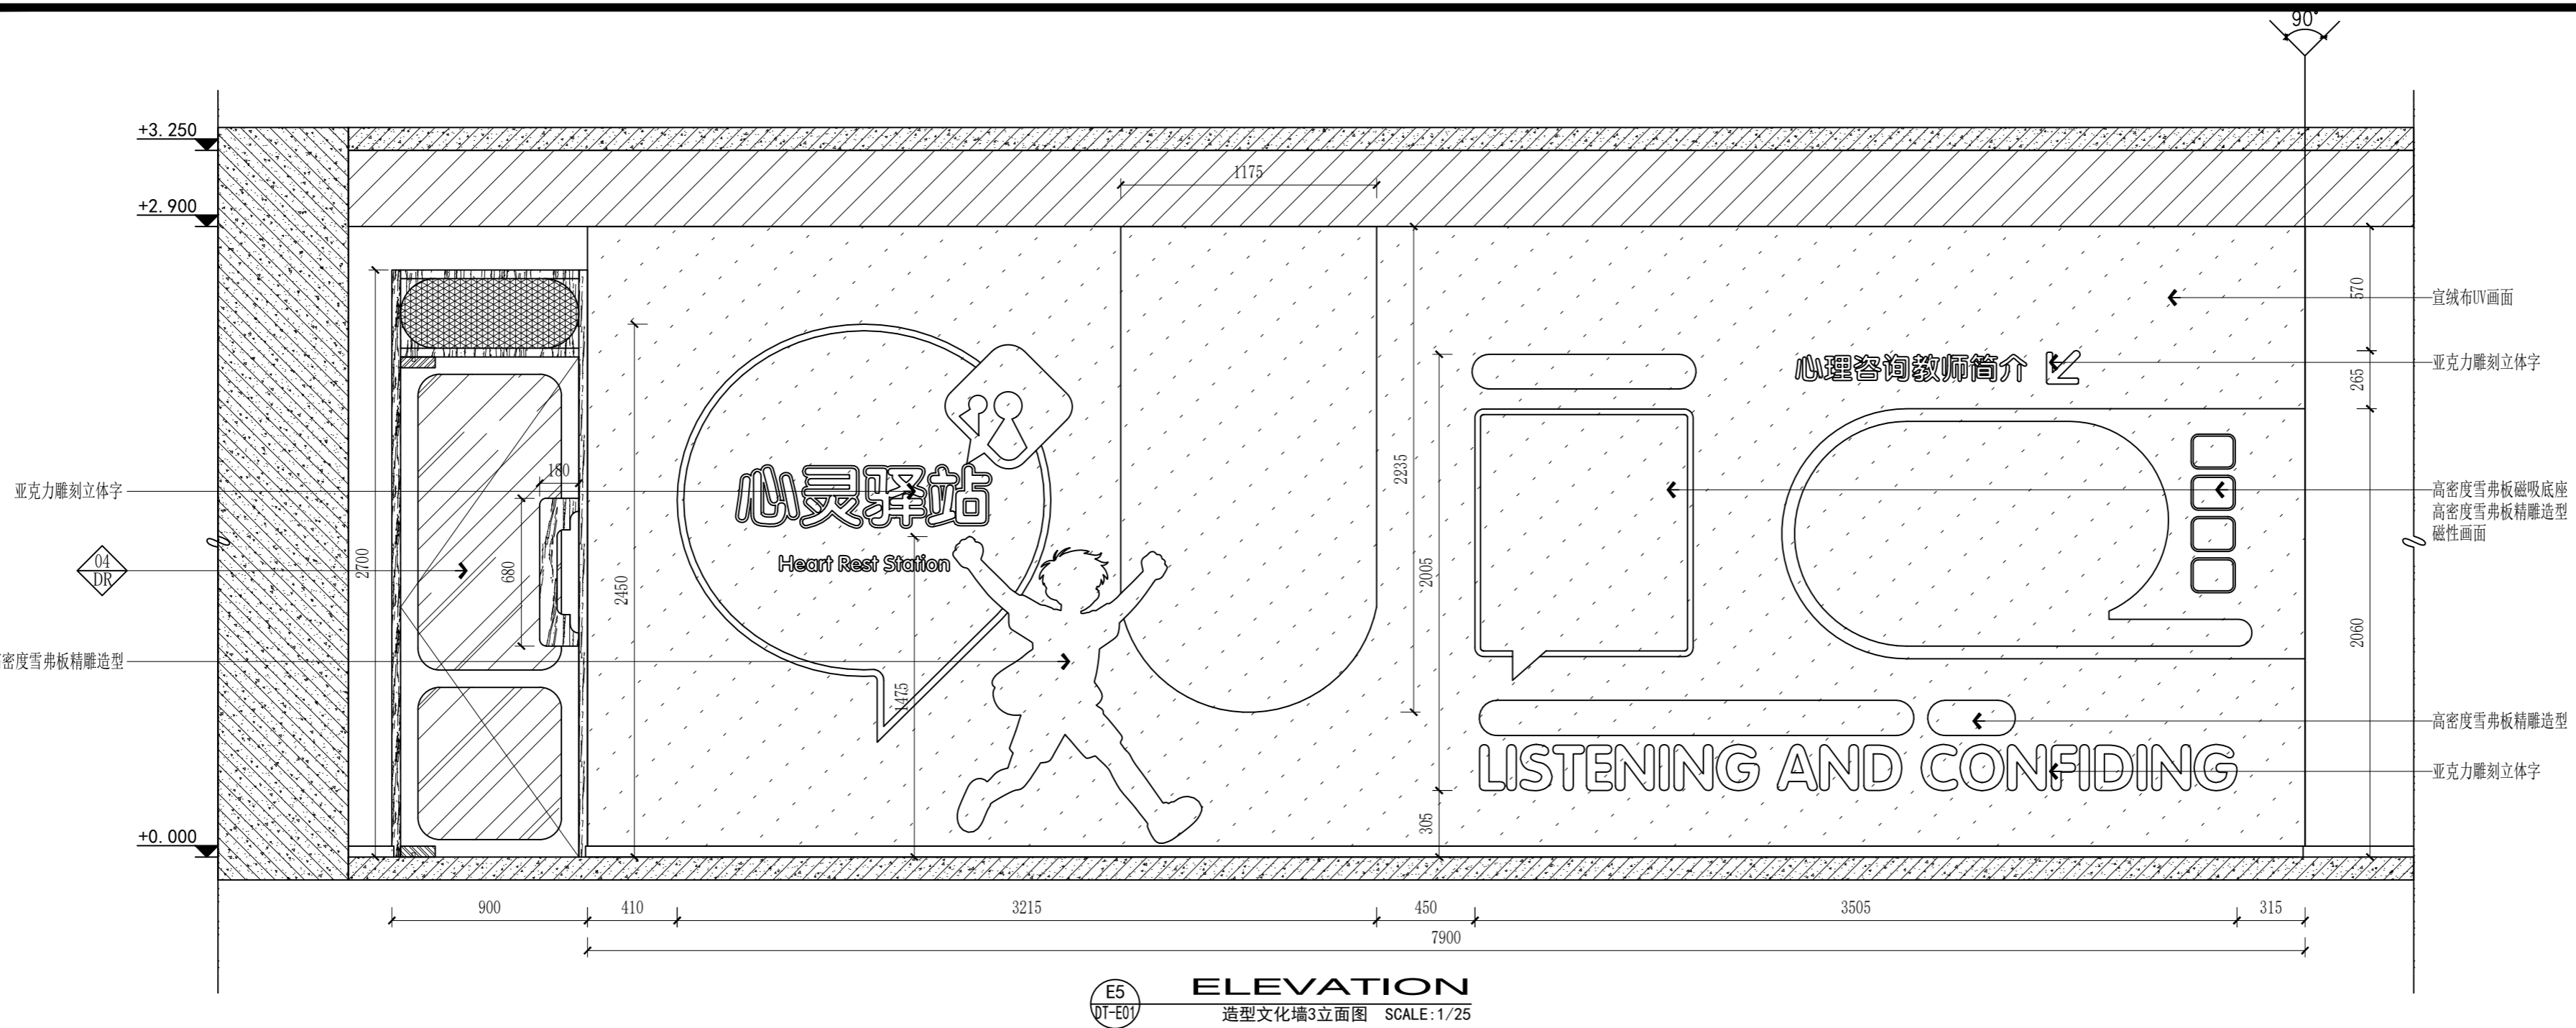 90°
+3.250
1175
+2.900
570
宣绒布UV画面
心理咨询教师简介
亚克力雕刻立体字
265
2235
180
心灵驿站
亚克力雕刻立体字
高密度雪弗板磁吸底座
高密度雪弗板精雕造型
磁性画面
Heart Rest Station
04
DR
2700
680
2450
2005
2060
密度雪弗板精雕造型
1475
高密度雪弗板精雕造型
LISTENING AND CONFIDING
亚克力雕刻立体字
305
+0.000
900
410
3215
450
3505
315
7900
E5
DT-E01
ELEVATION
造型文化墙3立面图 SCALE:1/25